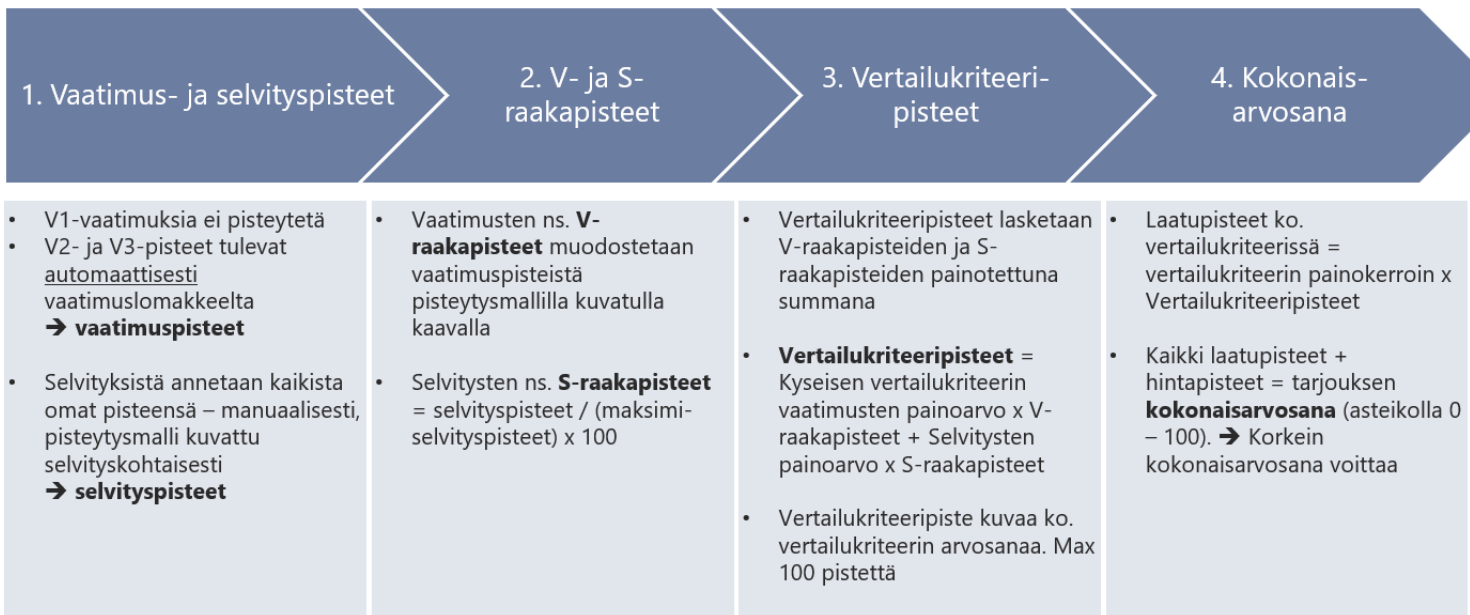 1. Vaatimus- ja selvityspisteet
2. V- ja S-
raakapisteet
3. Vertailukriteeri-
pisteet
4. Kokonais-
arvosana
• V1-vaatimuksia ei pisteytetä
• V2- ja V3-pisteet tulevat
automaattisesti
vaatimuslomakkeelta
➔ vaatimuspisteet
• Selvityksistä annetaan kaikista
omat pisteensä – manuaalisesti,
pisteytysmalli kuvattu
selvityskohtaisesti
➔ selvityspisteet
• Vaatimusten ns. V-
raakapisteet muodostetaan
vaatimuspisteistä
pisteytysmallilla kuvatulla
kaavalla
• Selvitysten ns. S-raakapisteet
= selvityspisteet / (maksimi-
selvityspisteet) x 100
• Vertailukriteeripisteet lasketaan
V-raakapisteiden ja S-
raakapisteiden painotettuna
summana
• Vertailukriteeripisteet =
Kyseisen vertailukriteerin
vaatimusten painoarvo x V-
raakapisteet + Selvitysten
painoarvo x S-raakapisteet
• Vertailukriteeripiste kuvaa ko.
vertailukriteerin arvosanaa. Max
100 pistettä
• Laatupisteet ko.
vertailukriteerissä =
vertailukriteerin painokerroin x
Vertailukriteeripisteet
• Kaikki laatupisteet +
hintapisteet = tarjouksen
kokonaisarvosana (asteikolla 0
– 100). ➔ Korkein
kokonaisarvosana voittaa